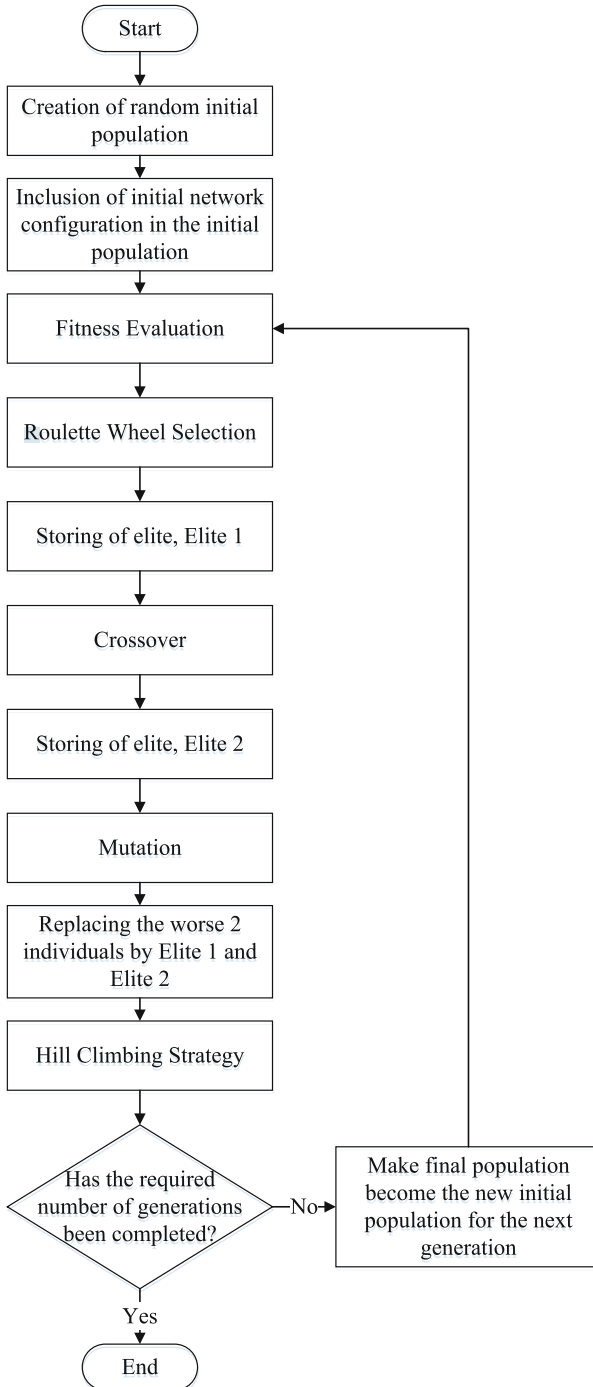 Start
Creation of random initial
population
Inclusion of initial network
configuration in the initial
population
Fitness Evaluation
Roulette Wheel Selection
Storing of elite, Elite 1
Crossover
Storing of elite, Elite 2
Mutation
Replacing the worse 2
individuals by Elite 1 and
Elite 2
Hill Climbing Strategy
Has the required
number of generations
been completed?
No
Make final population
become the new initial
population for the next
generation
Yes
End